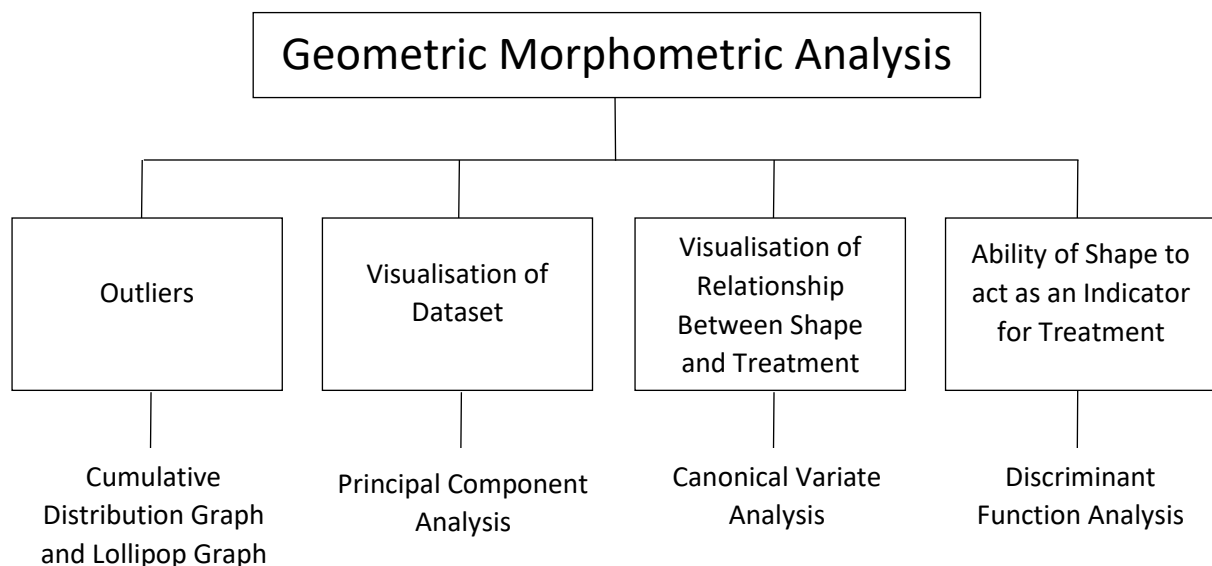 Geometric Morphometric Analysis
Outliers
Visualisation of
Dataset
Visualisation of
Relationship
Between Shape
and Treatment
Ability of Shape to
act as an Indicator
for Treatment
Cumulative
Distribution Graph
and Lollipop Graph
Principal Component
Analysis
Canonical Variate
Analysis
Discriminant
Function Analysis